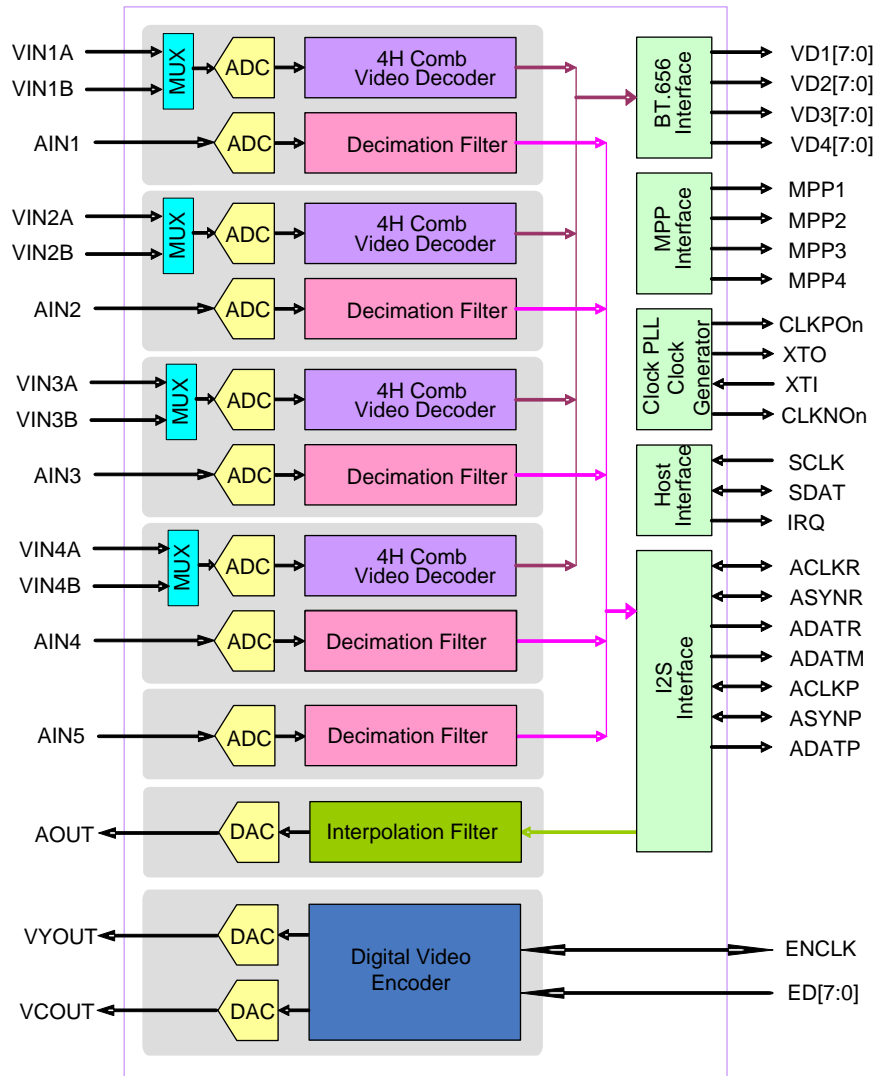 VIN1A
VIN1B
MUX
ADC
4H Comb
Video Decoder
AIN1
ADC
Decimation Filter
VIN2A
VIN2B
MUX
ADC
4H Comb
Video Decoder
AIN2
ADC
Decimation Filter
VIN3A
VIN3B
MUX
ADC
4H Comb
Video Decoder
AIN3
ADC
Decimation Filter
VIN4A
VIN4B
MUX
ADC
4H Comb
Video Decoder
AIN4
ADC
Decimation Filter
AIN5
ADC
Decimation Filter
AOUT
DAC
Interpolation Filter
VYOUT
DAC
VCOUT
DAC
Digital Video
Encoder
BT.656
Interface
VD1[7:0]
VD2[7:0]
VD3[7:0]
VD4[7:0]
MPP
Interface
MPP1
MPP2
MPP3
MPP4
Clock PLL
Clock
Generator
CLKPOn
XTO
XTI
CLKNOn
Host
Interface
SCLK
SDAT
IRQ
I2S
Interface
ACLKR
ASYNR
ADATR
ADATM
ACLKP
ASYNP
ADATP
ENCLK
ED[7:0]